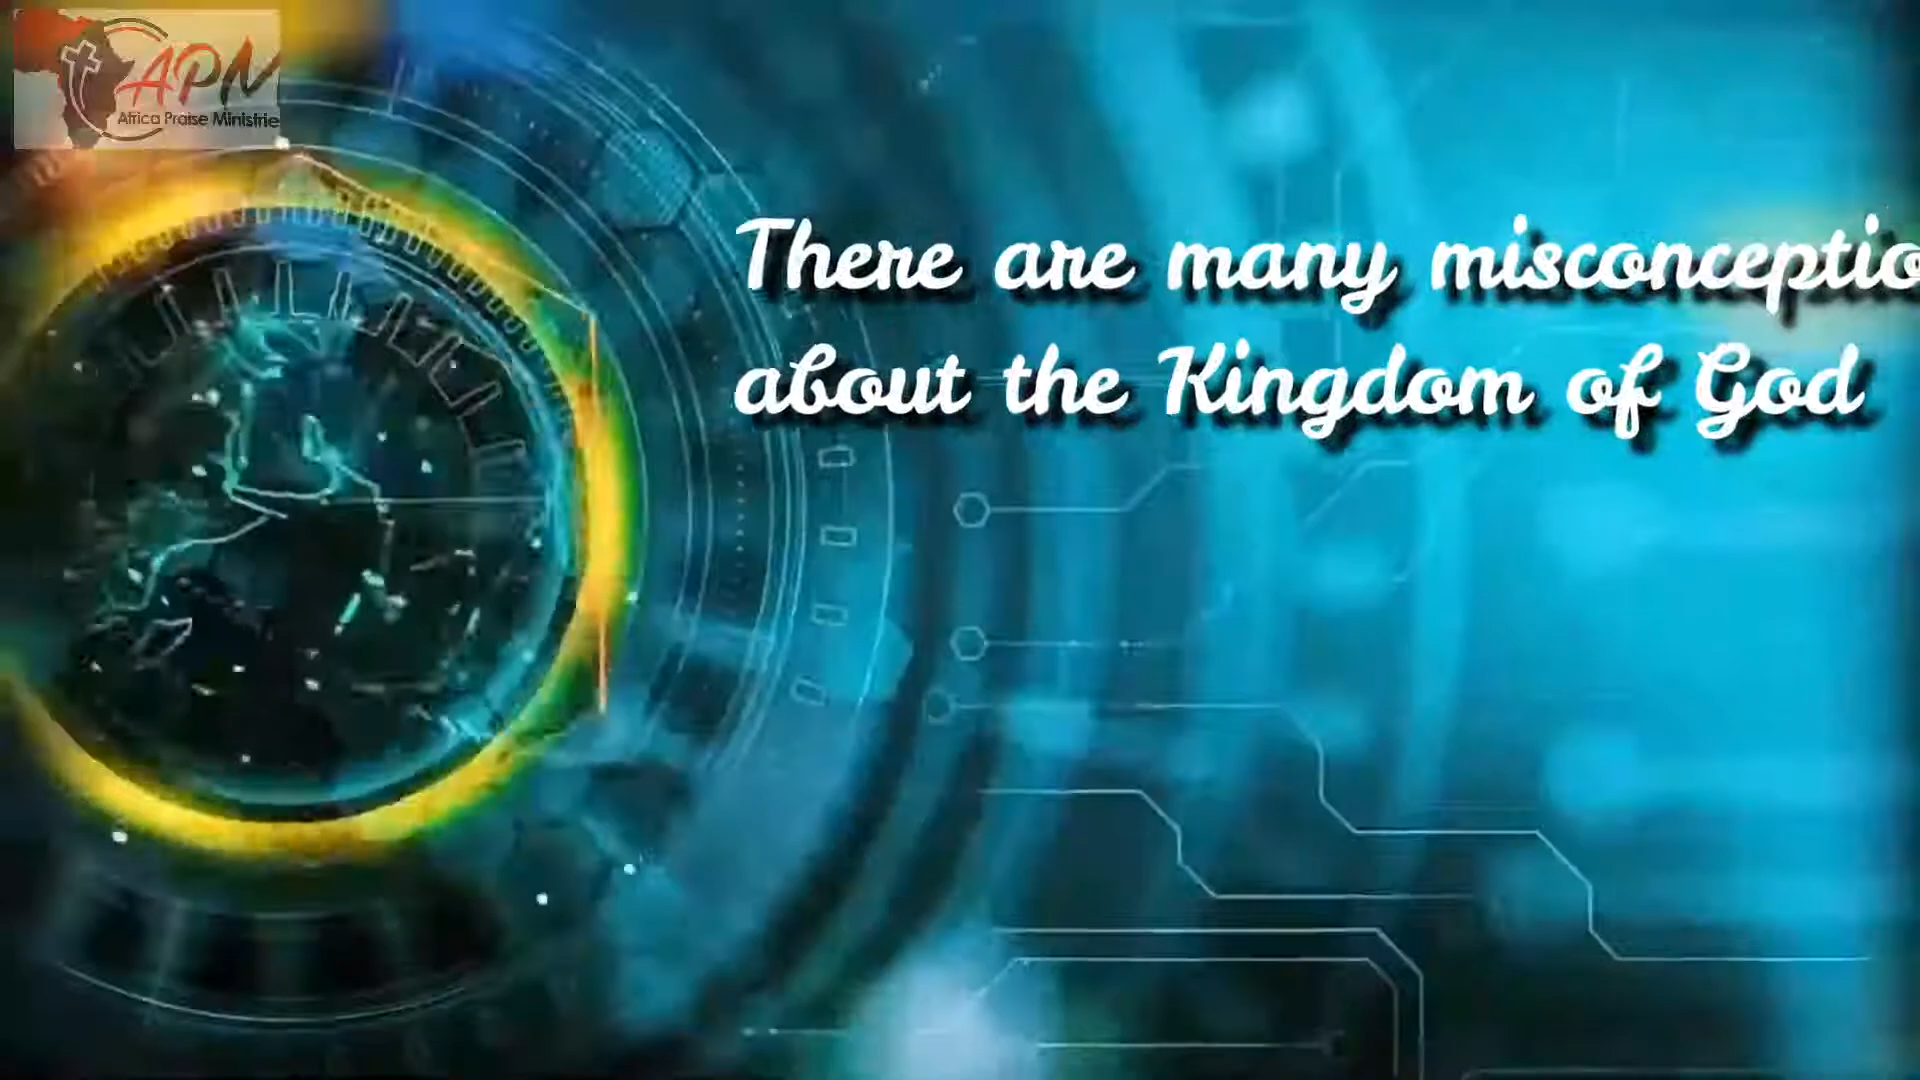 APM
Africa Praise Ministrie
There are many misconceptio
about the Kingdom of God